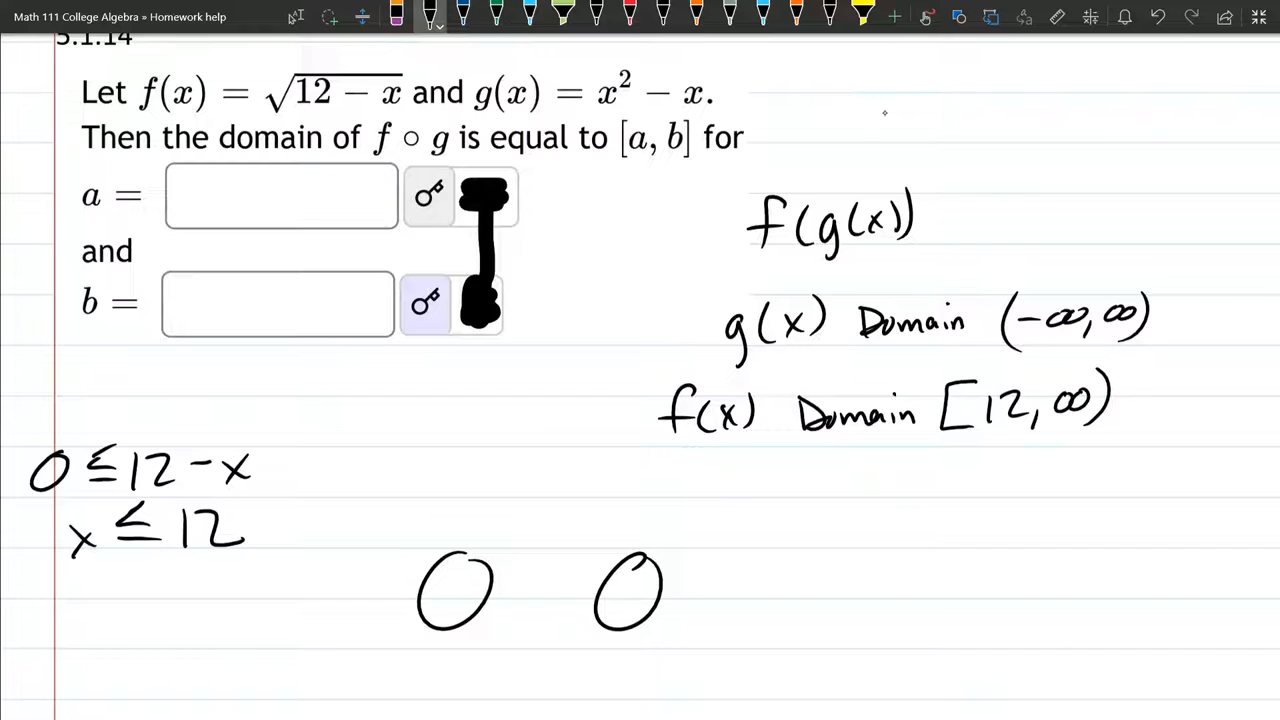 Math 111 College Algebra » Homework help
5.1.14
Let f(x) = √(12 − x) and g(x) = x² − x.
Then the domain of f ∘ g is equal to [a, b] for
a =
and
b =
f(g(x))
g(x) Domain (-∞, ∞)
f(x) Domain [12, ∞)
0 ≤ 12 - x
x ≤ 12
O O